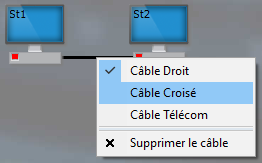 St1
St2
Câble Droit
Câble Croisé
Câble Télécom
Supprimer le câble